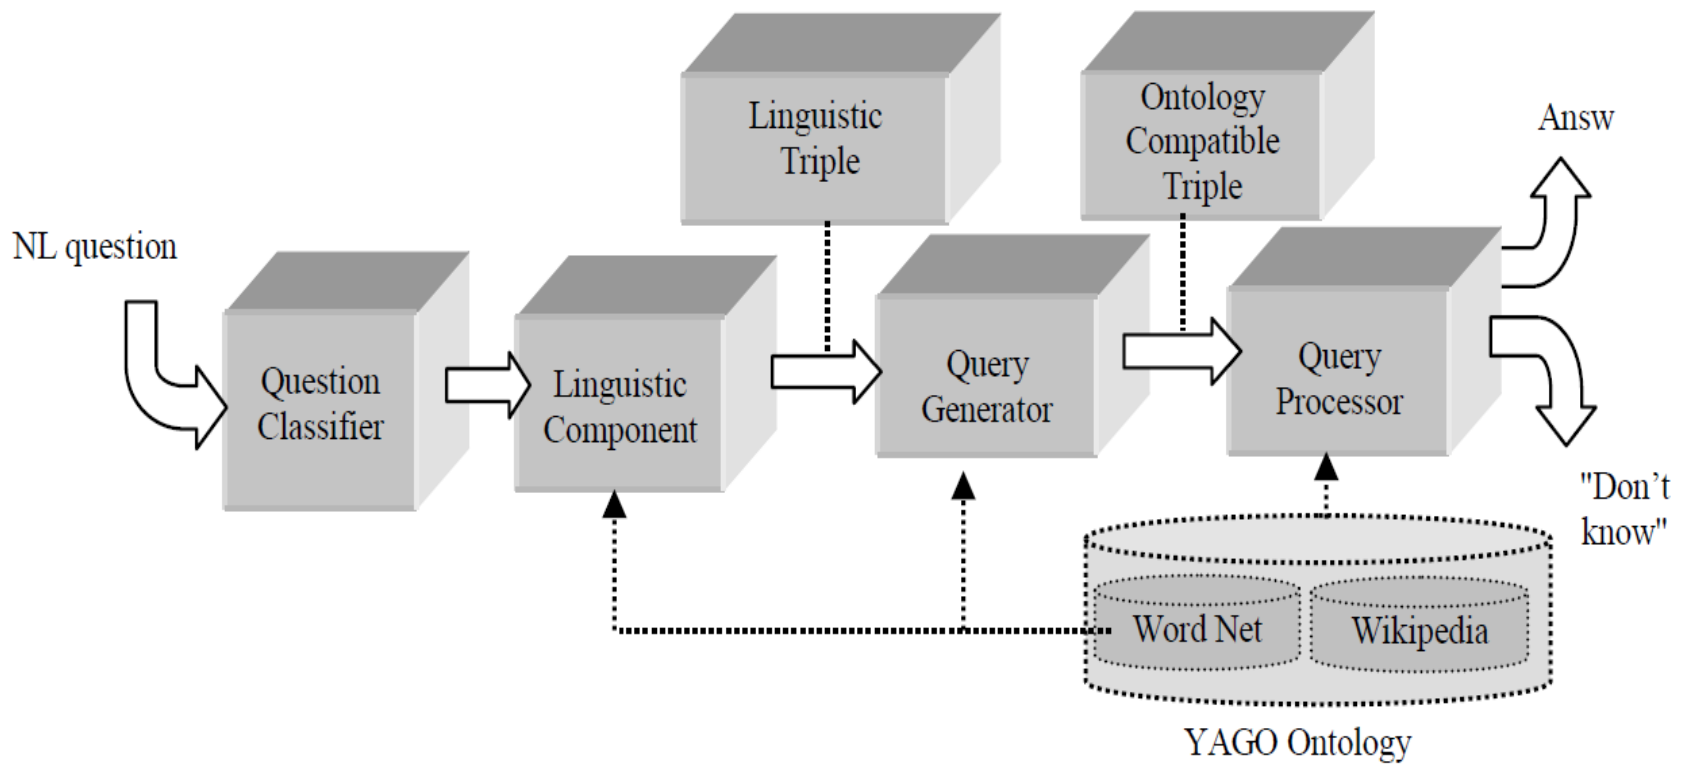 Linguistic
Triple
Ontology
Compatible
Triple
Answ
NL question
Question
Classifier
Linguistic
Component
Query
Generator
Query
Processor
"Don’t
know"
Word Net
Wikipedia
YAGO Ontology